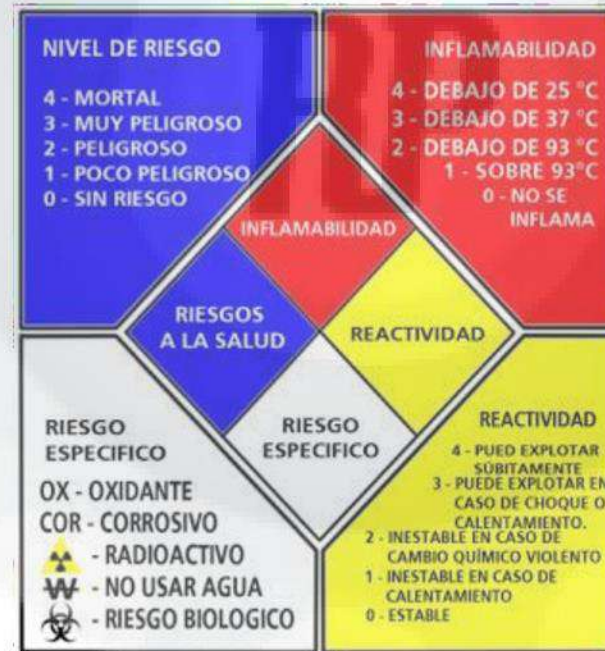 NIVEL DE RIESGO
4 - MORTAL
3 - MUY PELIGROSO
2 - PELIGROSO
1 - POCO PELIGROSO
0 - SIN RIESGO
INFLAMABILIDAD
4 - DEBAJO DE 25 °C
3 - DEBAJO DE 37 °C
2 - DEBAJO DE 93 °C
1 - SOBRE 93°C
0 - NO SE
INFLAMA
INFLAMABILIDAD
RIESGOS
A LA SALUD
REACTIVIDAD
RIESGO
ESPECIFICO
RIESGO
ESPECIFICO
OX - OXIDANTE
COR - CORROSIVO
- RADIOACTIVO
W - NO USAR AGUA
- RIESGO BIOLOGICO
REACTIVIDAD
4 - PUED EXPLOTAR
SÚBITAMENTE
3 - PUEDE EXPLOTAR EN
CASO DE CHOQUE O
CALENTAMIENTO.
2 - INESTABLE EN CASO DE
CAMBIO QUÍMICO VIOLENTO
1 - INESTABLE EN CASO DE
CALENTAMIENTO
0 - ESTABLE